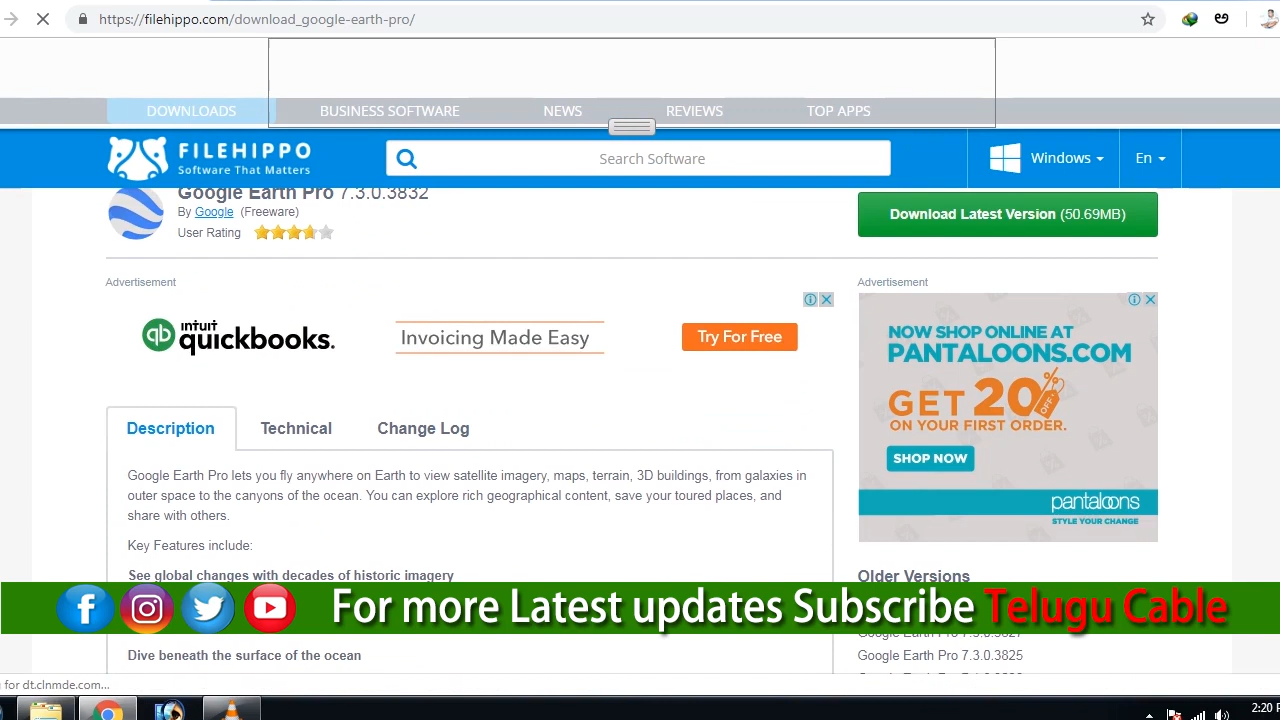 https://filehippo.com/download_google-earth-pro/
DOWNLOADS BUSINESS SOFTWARE NEWS REVIEWS TOP APPS
FILEHIPPO
Software That Matters
Search Software
Windows
En
Google Earth Pro 7.3.0.3832
By Google (Freeware)
User Rating
Download Latest Version (50.69MB)
Advertisement
intuit
quickbooks.
Invoicing Made Easy
Try For Free
Advertisement
NOW SHOP ONLINE AT
PANTALOONS.COM
GET 20% OFF*
ON YOUR FIRST ORDER.
SHOP NOW
pantaloons
STYLE YOUR CHANGE
Description Technical Change Log
Google Earth Pro lets you fly anywhere on Earth to view satellite imagery, maps, terrain, 3D buildings, from galaxies in
outer space to the canyons of the ocean. You can explore rich geographical content, save your toured places, and
share with others.
Key Features include:
See global changes with decades of historic imagery
Older Versions
For more Latest updates Subscribe Telugu Cable
Google Earth Pro 7.3.0.3827
Dive beneath the surface of the ocean
Google Earth Pro 7.3.0.3825
for dt.clnmde.com...
2:20